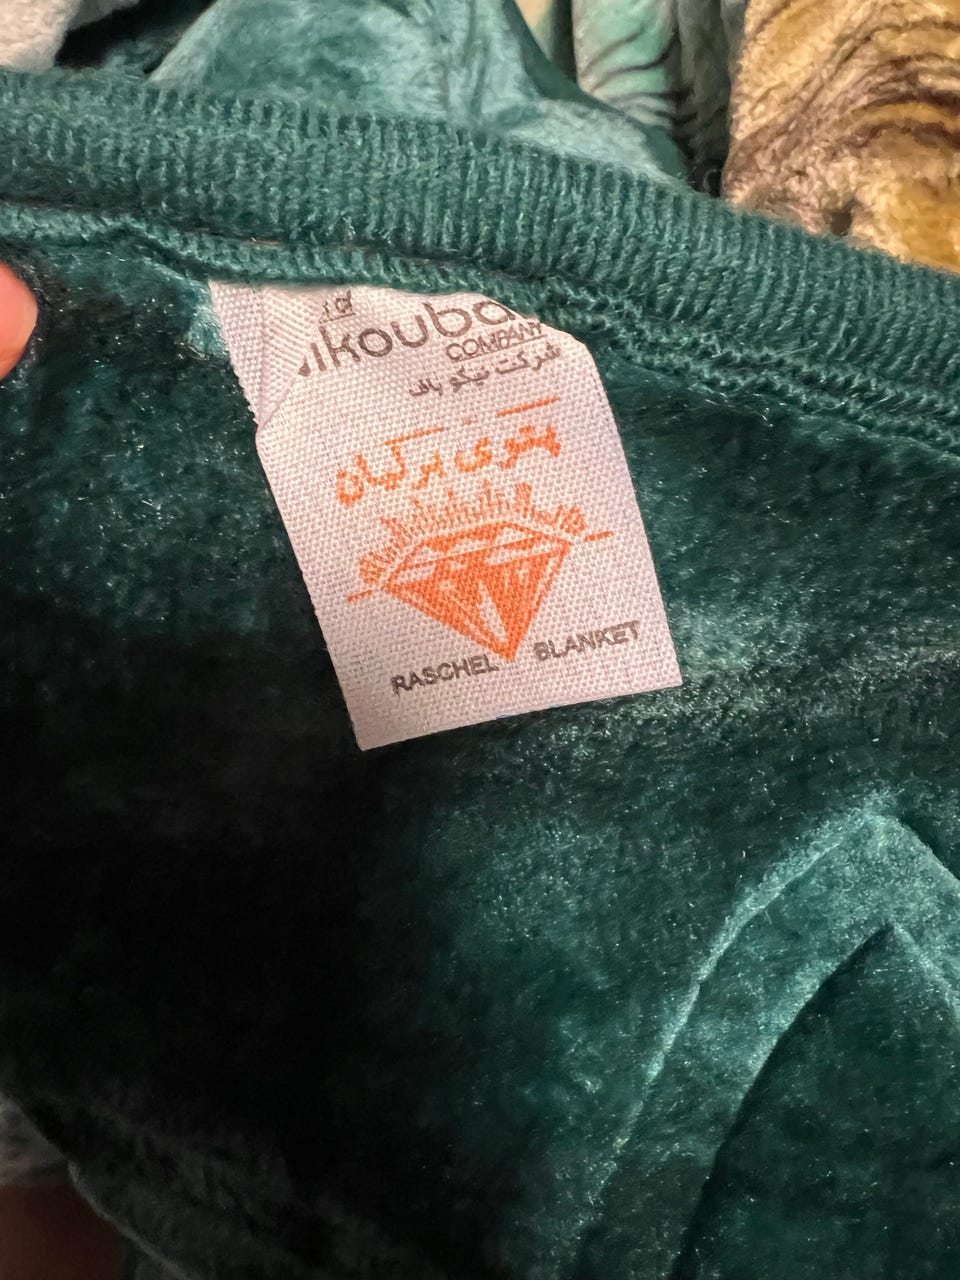 ikouba
COMPANY
شرکت نیکو باف
پتوی برلیان
RASCHEL BLANKET